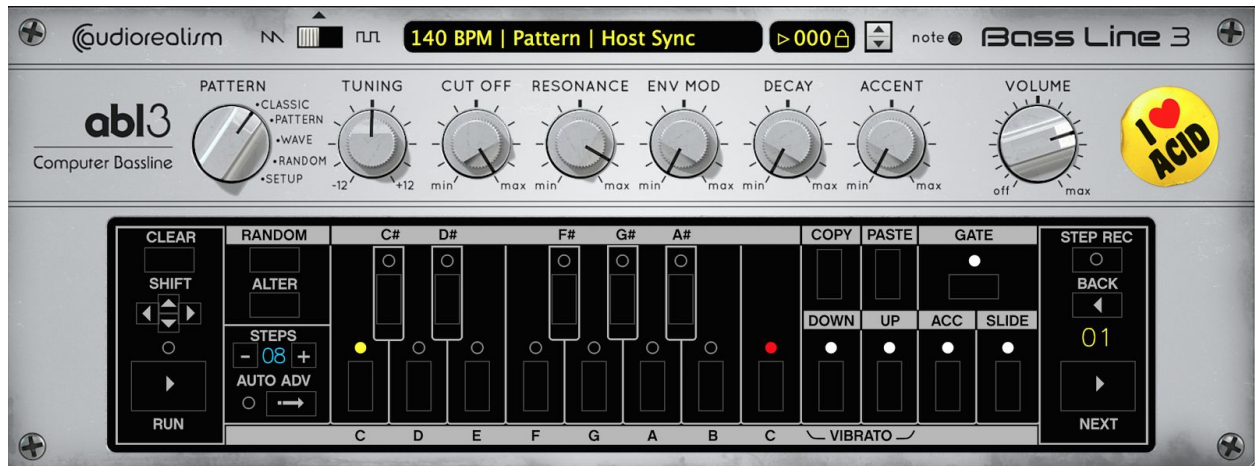 audiorealism
140 BPM | Pattern | Host Sync
000
note
Bass Line 3
abl3
Computer Bassline
PATTERN
CLASSIC
PATTERN
WAVE
RANDOM
SETUP
TUNING
-12
+12
CUT OFF
min
max
RESONANCE
min
max
ENV MOD
min
max
DECAY
min
max
ACCENT
min
max
VOLUME
off
max
I ❤ ACID
CLEAR
SHIFT
RUN
RANDOM
ALTER
STEPS
- 08 +
AUTO ADV
C# D# F# G# A#
C D E F G A B C
COPY PASTE GATE
DOWN UP ACC SLIDE
VIBRATO
STEP REC
BACK
01
NEXT